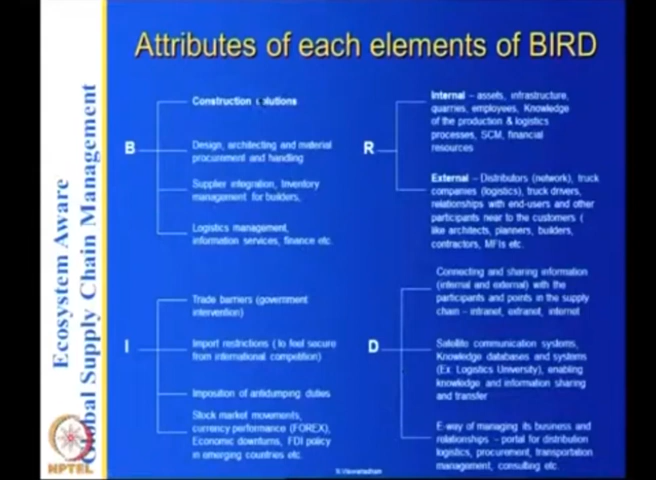 Attributes of each elements of BIRD
Ecosystem Aware
Global Supply Chain Management
B
Construction solutions
Design, architecting and material
procurement and handling
Supplier integration, Inventory
management for builders,
Logistics management,
information services, finance etc.
R
Internal – assets, infrastructure,
quarries, employees, Knowledge
of the production & logistics
processes, SCM, financial
resources
External – Distributors (network), truck
companies (logistics), truck drivers,
relationships with end-users and other
participants near to the customers (
like architects, planners, builders,
contractors, MFIs etc.
I
Trade barriers (government
intervention)
Import restrictions ( to feel secure
from international competition)
Imposition of antidumping duties
Stock market movements,
currency performance (FOREX),
Economic downturns, FDI policy
in emerging countries etc.
D
Connecting and sharing information
(internal and external) with the
participants and points in the supply
chain – intranet, extranet, internet
Satellite communication systems,
Knowledge databases and systems
(Ex: Logistics University), enabling
knowledge and information sharing
and transfer
E-way of managing its business and
relationships – portal for distribution
logistics, procurement, transportation
management, consulting etc.
NPTEL
N.Viswanadham